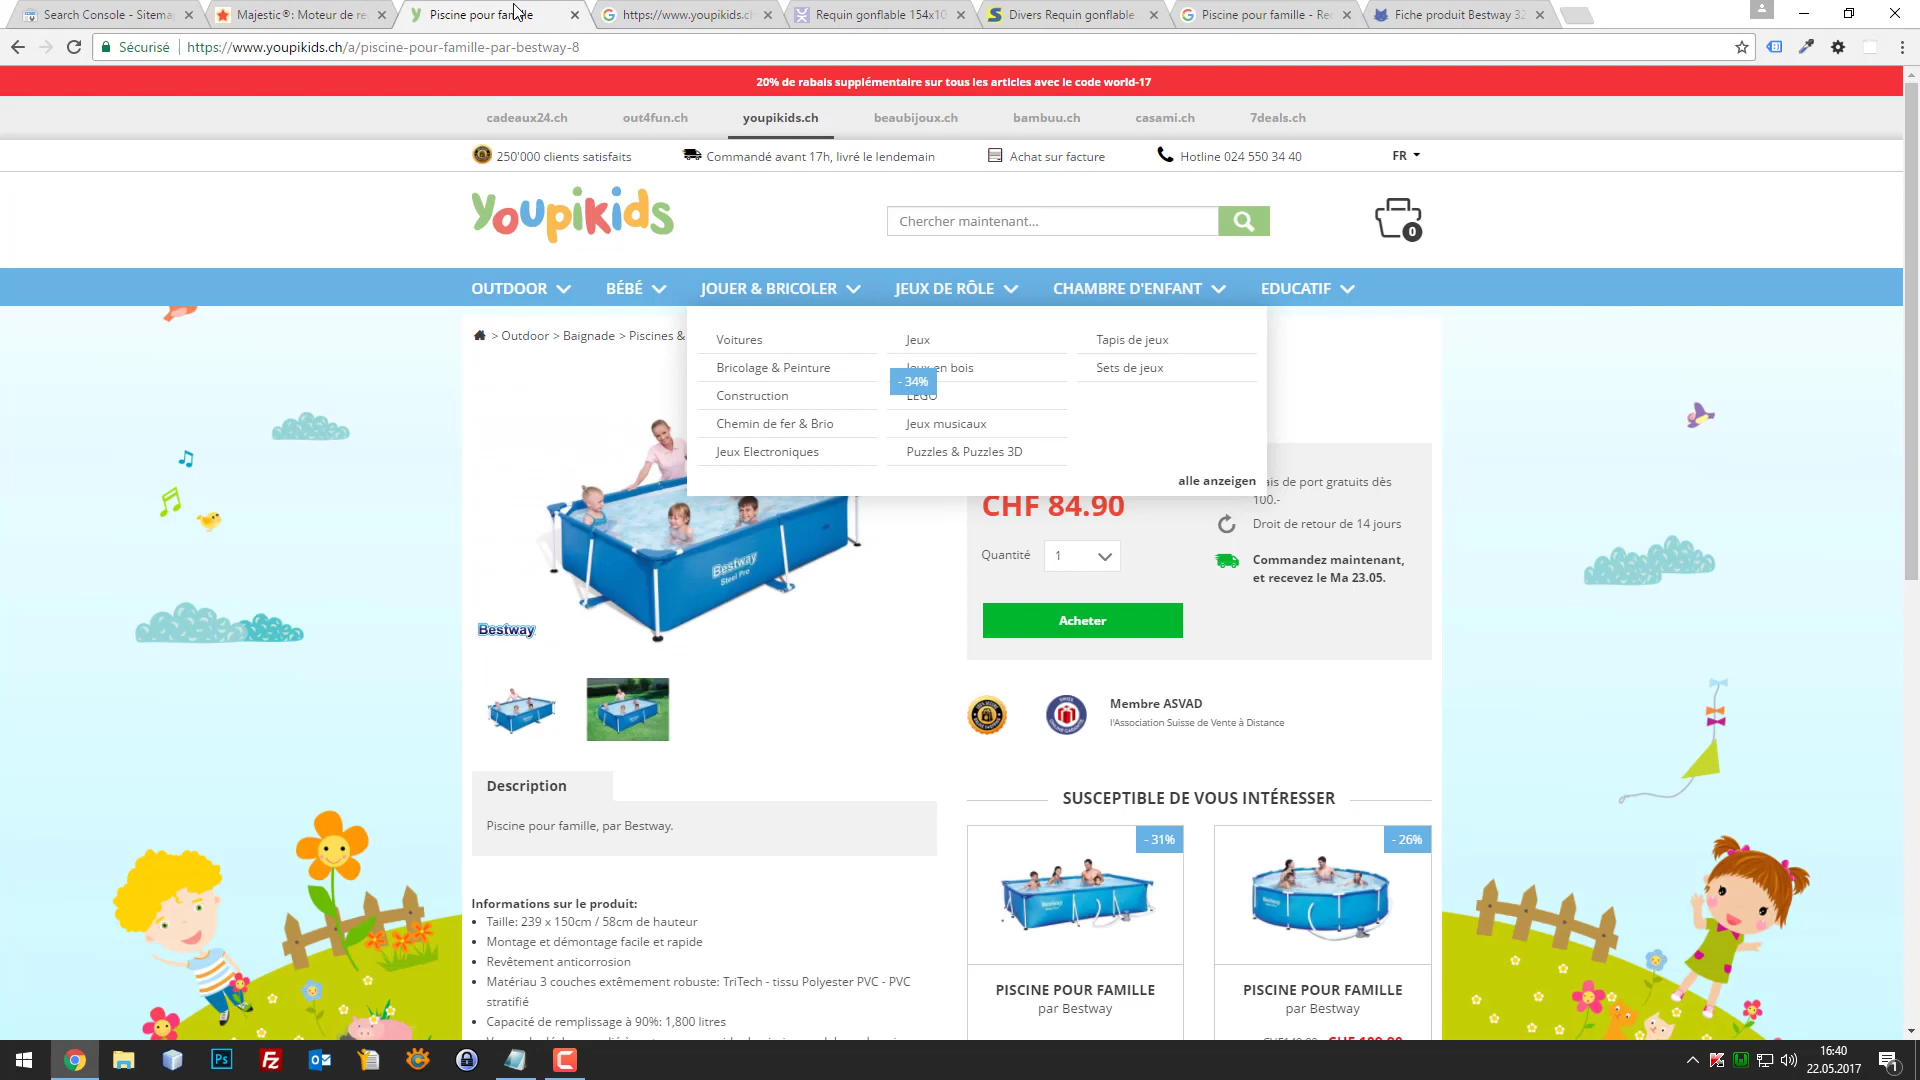 Search Console - Sitemap
Majestic®: Moteur de re
Piscine pour famille
https://www.youpikids.ch
Requin gonflable 154x10
Divers Requin gonflable
Piscine pour famille - Re
Fiche produit Bestway 32
Sécurisé
https://www.youpikids.ch/a/piscine-pour-famille-par-bestway-8
20% de rabais supplémentaire sur tous les articles avec le code world-17
cadeaux24.ch
out4fun.ch
youpikids.ch
beaubijoux.ch
bambuu.ch
casami.ch
7deals.ch
250'000 clients satisfaits
Commandé avant 17h, livré le lendemain
Achat sur facture
Hotline 024 550 34 40
FR
Youpikids
Chercher maintenant...
0
OUTDOOR
BÉBÉ
JOUER & BRICOLER
JEUX DE RÔLE
CHAMBRE D'ENFANT
EDUCATIF
> Outdoor > Baignade > Piscines &
Voitures
Jeux
Tapis de jeux
Bricolage & Peinture
Jeux en bois
Sets de jeux
- 34%
Construction
LEGO
Chemin de fer & Brio
Jeux musicaux
Jeux Electroniques
Puzzles & Puzzles 3D
alle anzeigen
CHF 84.90
ais de port gratuits dès
100.-
Droit de retour de 14 jours
Quantité
1
Commandez maintenant,
et recevez le Ma 23.05.
Acheter
Bestway
Steel Pro
Bestway
Membre ASVAD
l'Association Suisse de Vente à Distance
Description
Piscine pour famille, par Bestway.
SUSCEPTIBLE DE VOUS INTÉRESSER
- 31%
- 26%
Informations sur le produit:
Taille: 239 x 150cm / 58cm de hauteur
Montage et démontage facile et rapide
Revêtement anticorrosion
Matériau 3 couches extêmement robuste: TriTech - tissu Polyester PVC - PVC
stratifié
Capacité de remplissage à 90%: 1,800 litres
PISCINE POUR FAMILLE
par Bestway
PISCINE POUR FAMILLE
par Bestway
16:40
22.05.2017
1